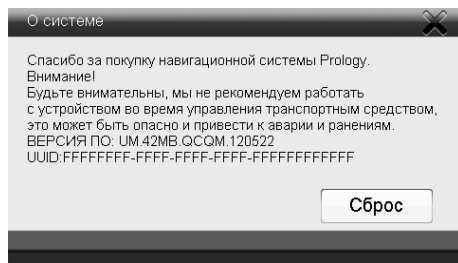 О системе
Спасибо за покупку навигационной системы Prology.
Внимание!
Будьте внимательны, мы не рекомендуем работать
с устройством во время управления транспортным средством,
это может быть опасно и привести к аварии и ранениям.
ВЕРСИЯ ПО: UM.42MB.QCQM.120522
UUID:FFFFFFFF-FFFF-FFFF-FFFF-FFFFFFFFFFFF
Сброс